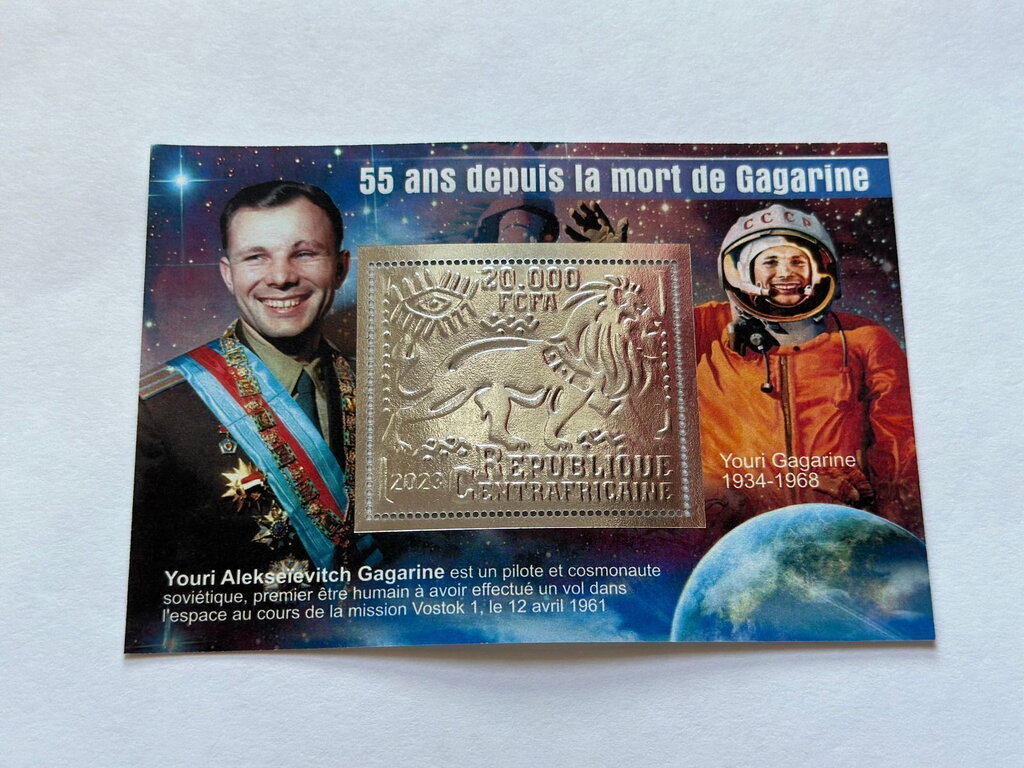 55 ans depuis la mort de Gagarine
CCCP
20.000
FCFA
RÉPUBLIQUE
2023 CENTRAFRICAINE
Youri Gagarine
1934-1968
Youri Alekseïevitch Gagarine est un pilote et cosmonaute
soviétique, premier être humain à avoir effectué un vol dans
l'espace au cours de la mission Vostok 1, le 12 avril 1961